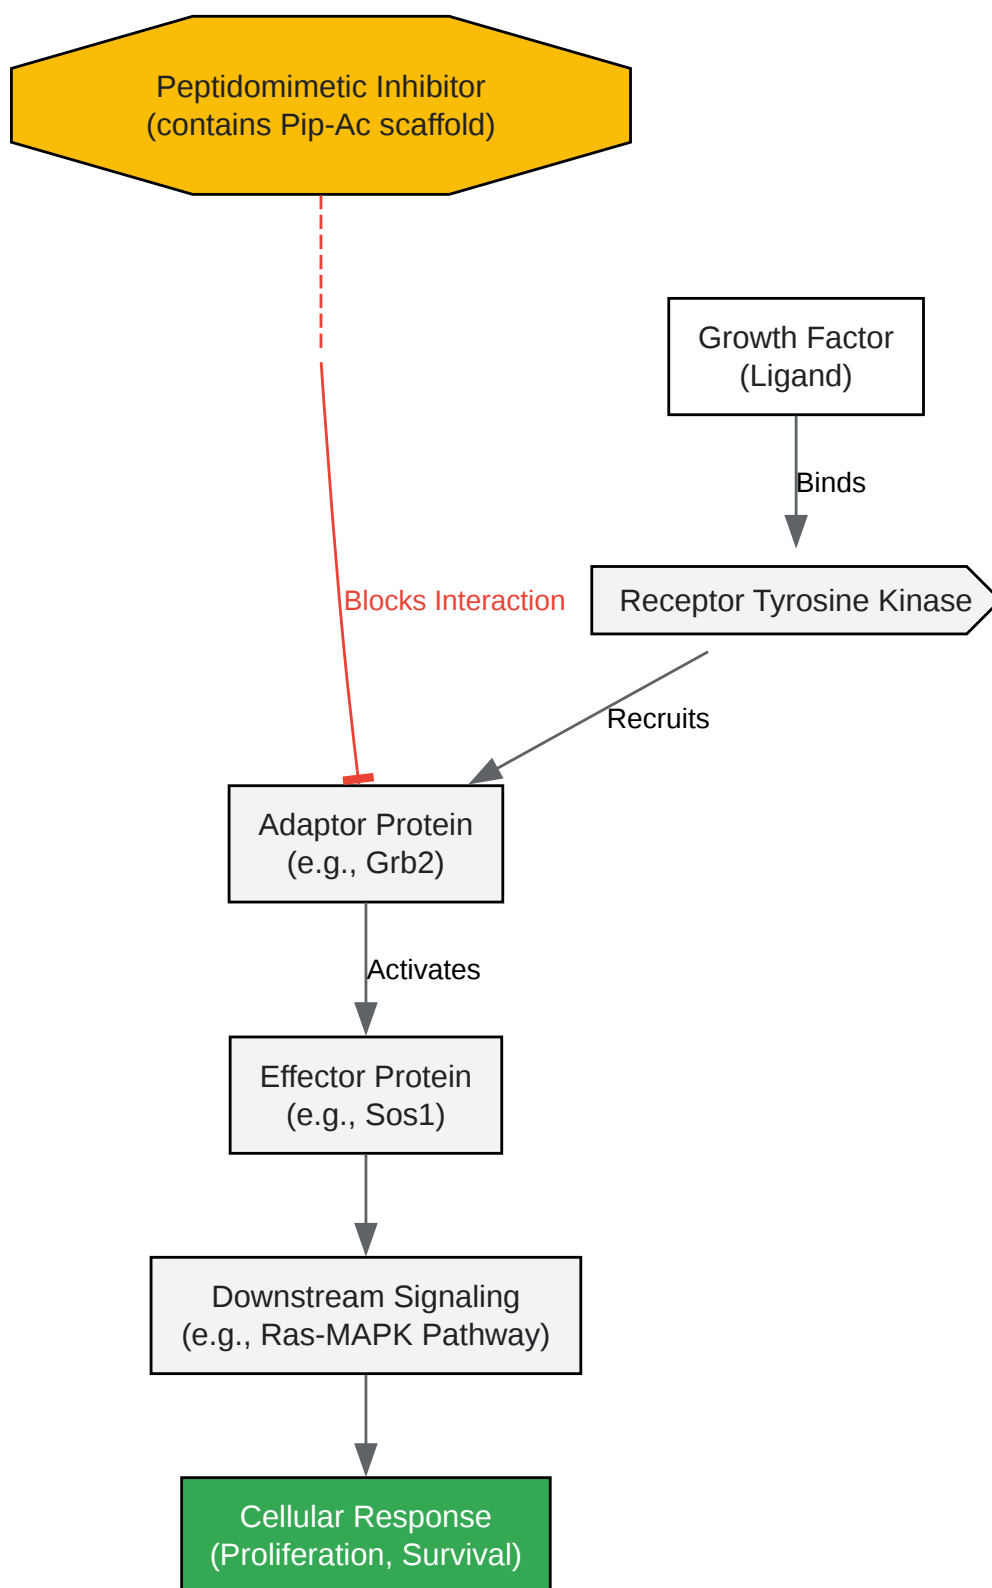 Peptidomimetic Inhibitor
(contains Pip-Ac scaffold)
Growth Factor
(Ligand)
Binds
Blocks Interaction
Receptor Tyrosine Kinase
Recruits
Adaptor Protein
(e.g., Grb2)
Activates
Effector Protein
(e.g., Sos1)
Downstream Signaling
(e.g., Ras-MAPK Pathway)
Cellular Response
(Proliferation, Survival)